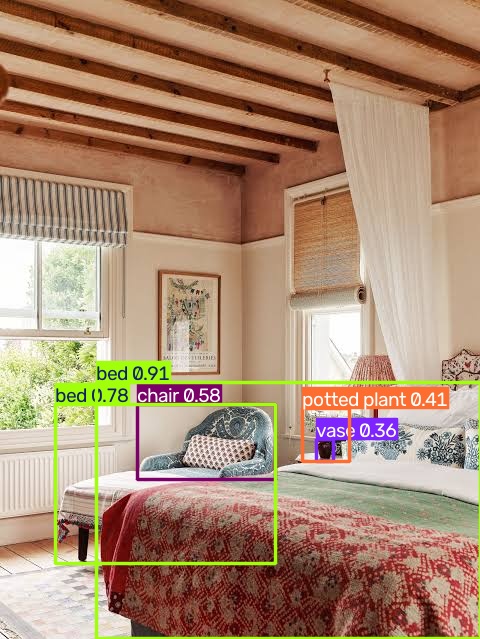 bed 0.91
bed 0.78
chair 0.58
potted plant 0.41
vase 0.36